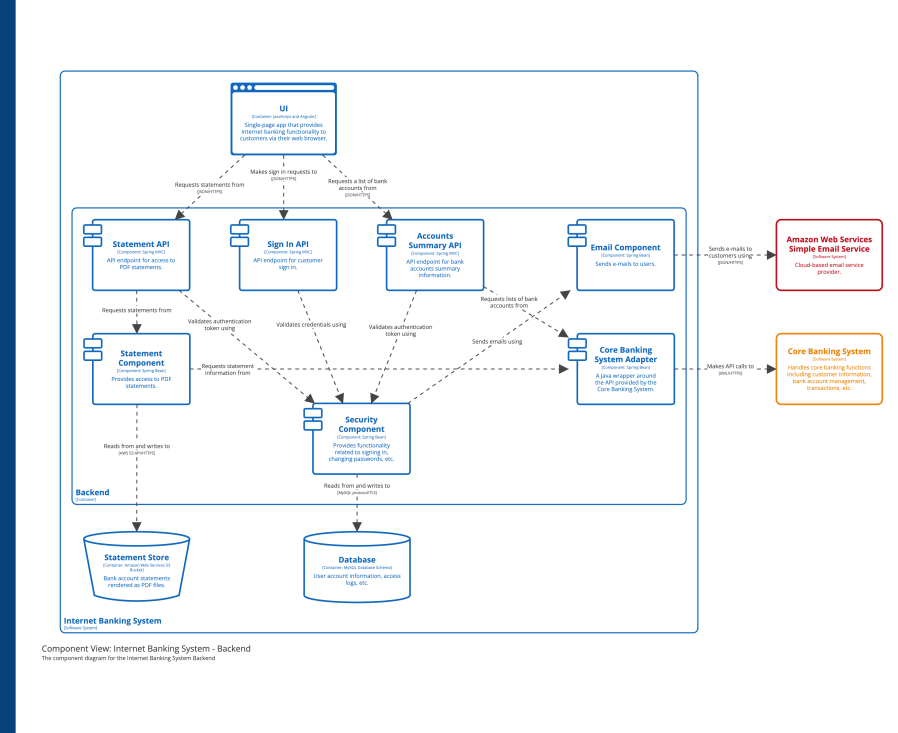 UI
[Container: JavaScript and Angular]
Single-page app that provides
Internet banking functionality to
customers via their web browser.
Requests statements from
[JSON/HTTPS]
Makes sign in requests to
[JSON/HTTPS]
Requests a list of bank
accounts from
[JSON/HTTPS]
Statement API
[Component: Spring MVC]
API endpoint for access to
PDF statements.
Sign In API
[Component: Spring MVC]
API endpoint for customer
sign in.
Accounts
Summary API
[Component: Spring MVC]
API endpoint for bank
accounts summary
information.
Email Component
[Component: Spring Bean]
Sends e-mails to users.
Sends e-mails to
customers using
[JSON/HTTPS]
Amazon Web Services
Simple Email Service
[Software System]
Cloud-based email service
provider.
Requests statements from
Validates authentication
token using
Validates credentials using
Validates authentication
token using
Requests lists of bank
accounts from
Sends emails using
Statement
Component
[Component: Spring Bean]
Provides access to PDF
statements.
Requests statement
information from
Core Banking
System Adapter
[Component: Spring Bean]
A Java wrapper around
the API provided by the
Core Banking System.
Makes API calls to
[XML/HTTPS]
Core Banking System
[Software System]
Handles core banking functions
including customer information,
bank account management,
transactions, etc.
Security
Component
[Component: Spring Bean]
Provides functionality
related to signing in,
changing passwords, etc.
Reads from and writes to
[AWS S3 API/HTTPS]
Reads from and writes to
[MySQL protocol/TLS]
Backend
[Container]
Statement Store
[Container: Amazon Web Services S3
Bucket]
Bank account statements
rendered as PDF files.
Database
[Container: MySQL Database Schema]
User account information, access
logs, etc.
Internet Banking System
[Software System]
Component View: Internet Banking System - Backend
The component diagram for the Internet Banking System Backend